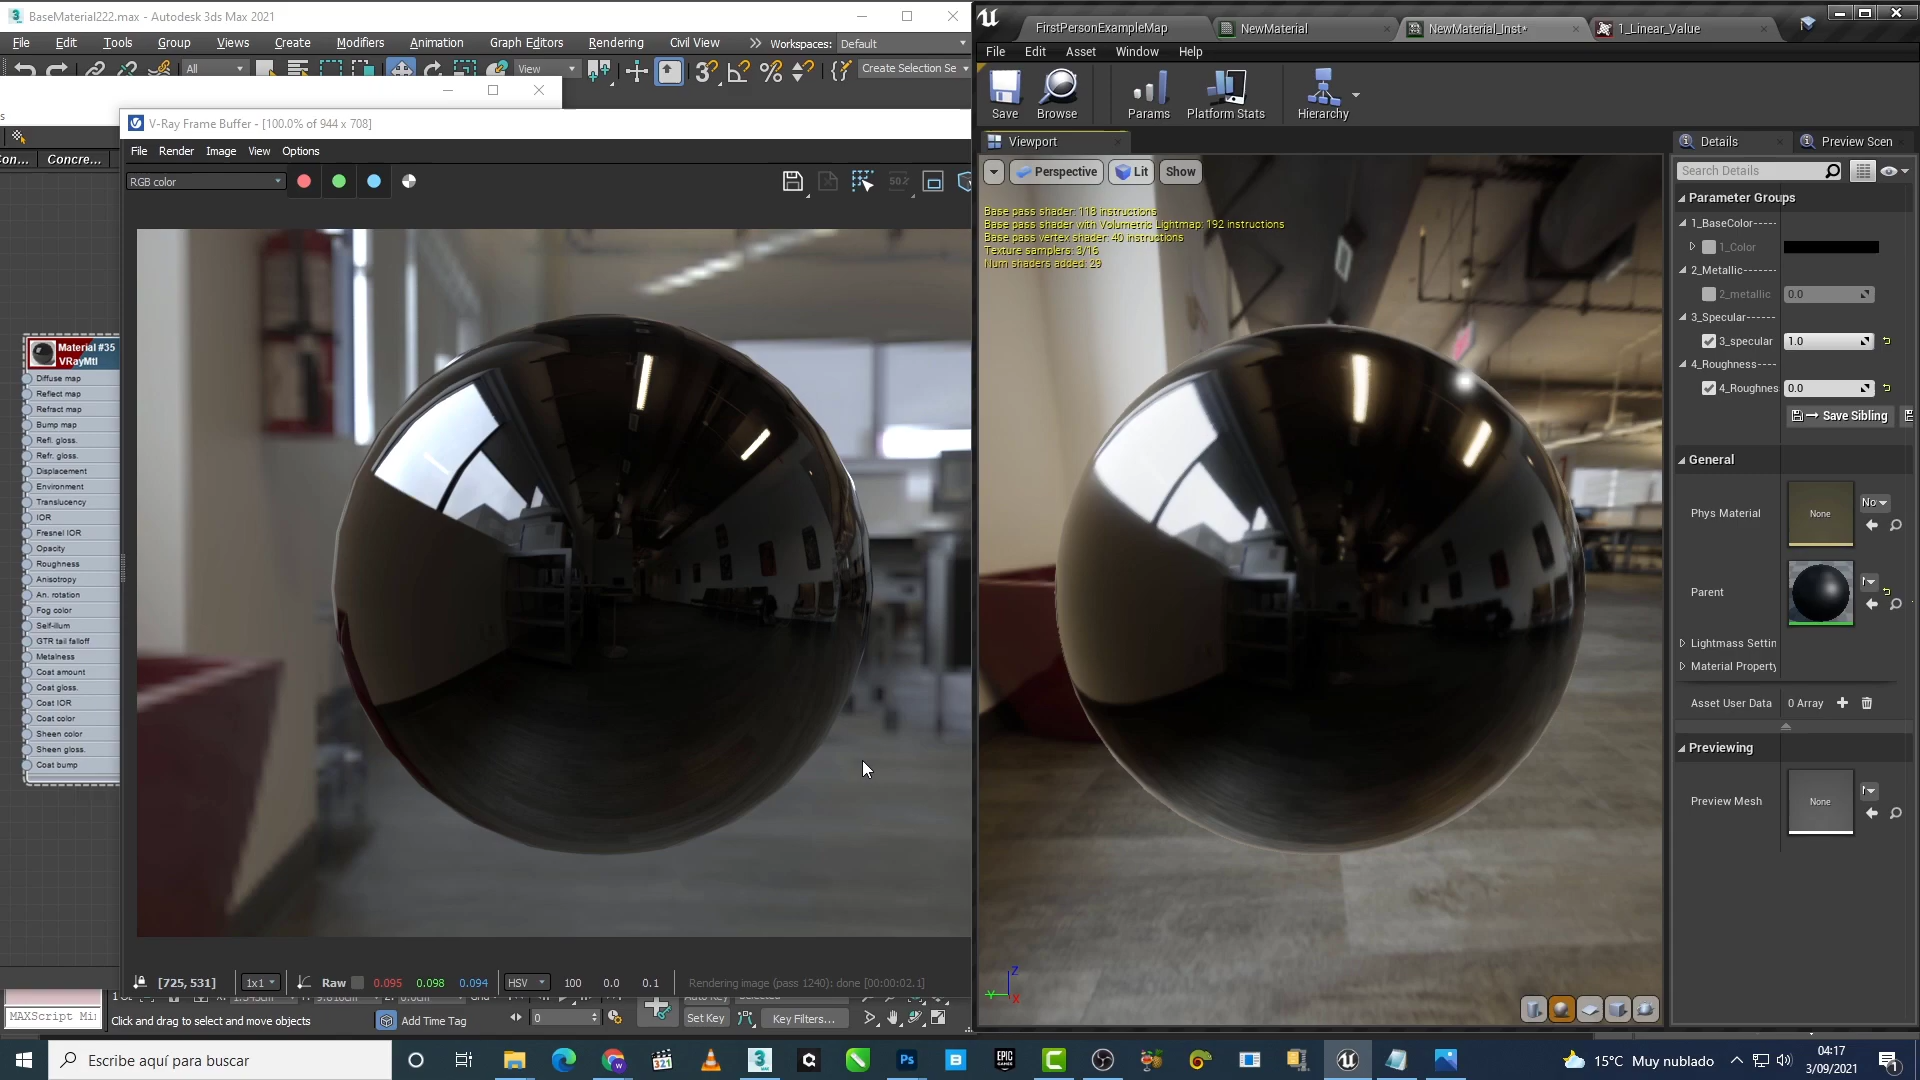 BaseMaterial222.max - Autodesk 3ds Max 2021
File Edit Tools Group Views Create Modifiers Animation Graph Editors Rendering Civil View Workspaces: Default
All View Create Selection Se
s
V-Ray Frame Buffer - [100.0% of 944 x 708]
File Render Image View Options
on... Concre...
RGB color
Material #35
VRayMtl
Diffuse map
Reflect map
Refract map
Bump map
Refl. gloss.
Refr. gloss.
Displacement
Environment
Translucency
IOR
Fresnel IOR
Opacity
Roughness
Anisotropy
An. rotation
Fog color
Self-illum
GTR tail falloff
Metalness
Coat amount
Coat gloss.
Coat IOR
Coat color
Sheen color
Sheen gloss.
Coat bump
[725, 531] 1x1 Raw 0.095 0.098 0.094 HSV 100 0.0 0.1 Rendering image (pass 1240): done [00:00:02.1]
MAXScript Mi
Click and drag to select and move objects
Add Time Tag
0
Set Key
Key Filters...
FirstPersonExampleMap NewMaterial NewMaterial_Inst* 1_Linear_Value
File Edit Asset Window Help
Save Browse Params Platform Stats Hierarchy
Viewport
Perspective Lit Show
Base pass shader: 118 instructions
Base pass shader with Volumetric Lightmap: 192 instructions
Base pass vertex shader: 40 instructions
Texture samplers: 3/16
Num shaders added: 29
Z
Y
X
Details Preview Scen
Search Details
Parameter Groups
1_BaseColor-----
1_Color
2_Metallic-------
2_metallic 0.0
3_Specular------
3_specular 1.0
4_Roughness----
4_Roughnes 0.0
Save Sibling
General
Phys Material None No
Parent
Lightmass Settin
Material Property
Asset User Data 0 Array
Previewing
Preview Mesh None
Escribe aquí para buscar
15°C Muy nublado
04:17
3/09/2021
1